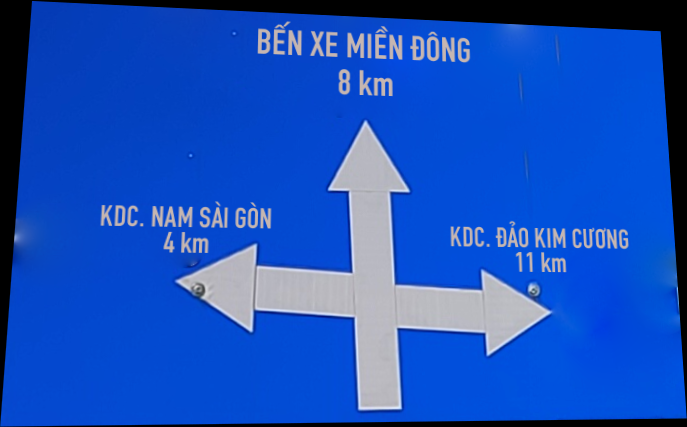 BẾN XE MIỀN ĐÔNG
8 km
KDC. NAM SÀI GÒN
4 km
KDC. ĐẢO KIM CƯƠNG
11 km